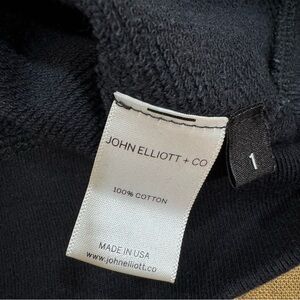 JOHN ELLIOTT + CO
1
100% COTTON
MADE IN USA
www.johnelliott.co